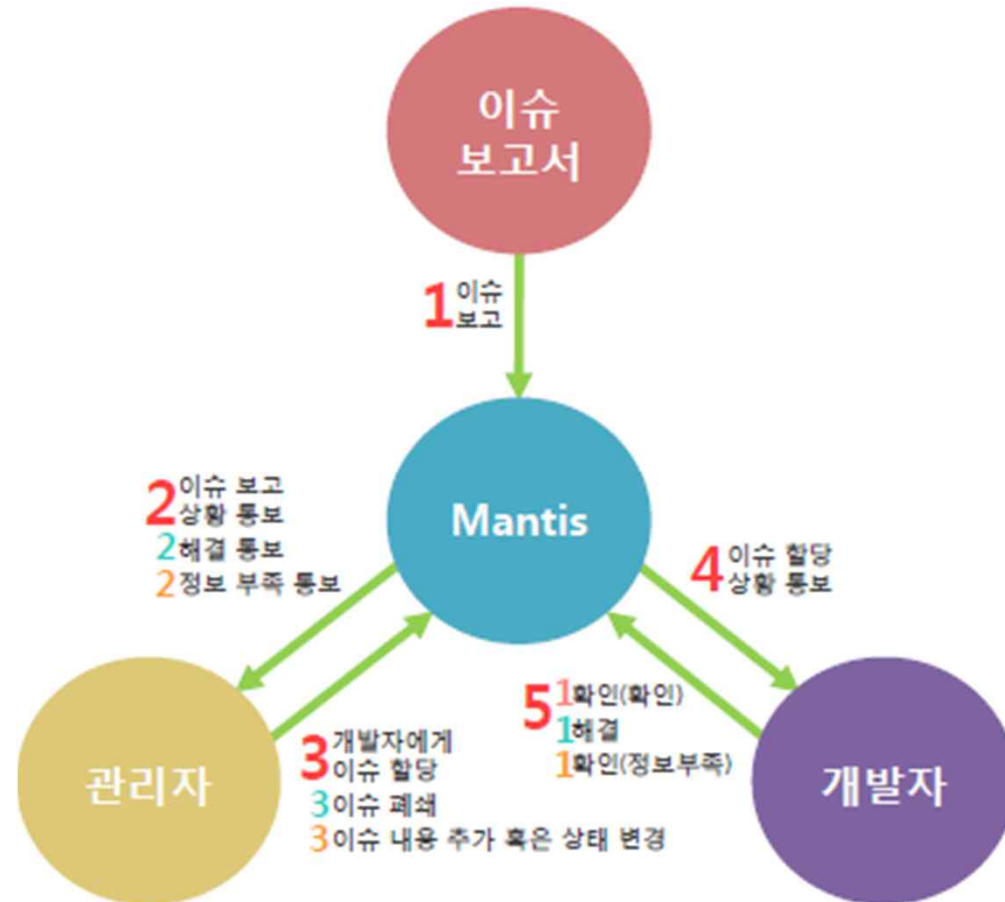 이슈
보고서
1 이슈
보고
Mantis
2 이슈 보고
상황 통보
2 해결 통보
2 정보 부족 통보
4 이슈 할당
상황 통보
관리자
3 개발자에게
이슈 할당
3 이슈 폐쇄
3 이슈 내용 추가 혹은 상태 변경
5 1 확인(확인)
1 해결
1 확인(정보부족)
개발자